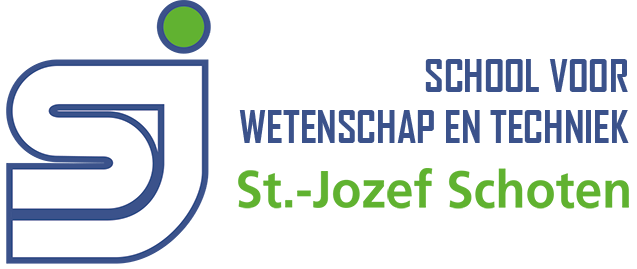 SCHOOL VOOR
WETENSCHAP EN TECHNIEK
St.-Jozef Schoten